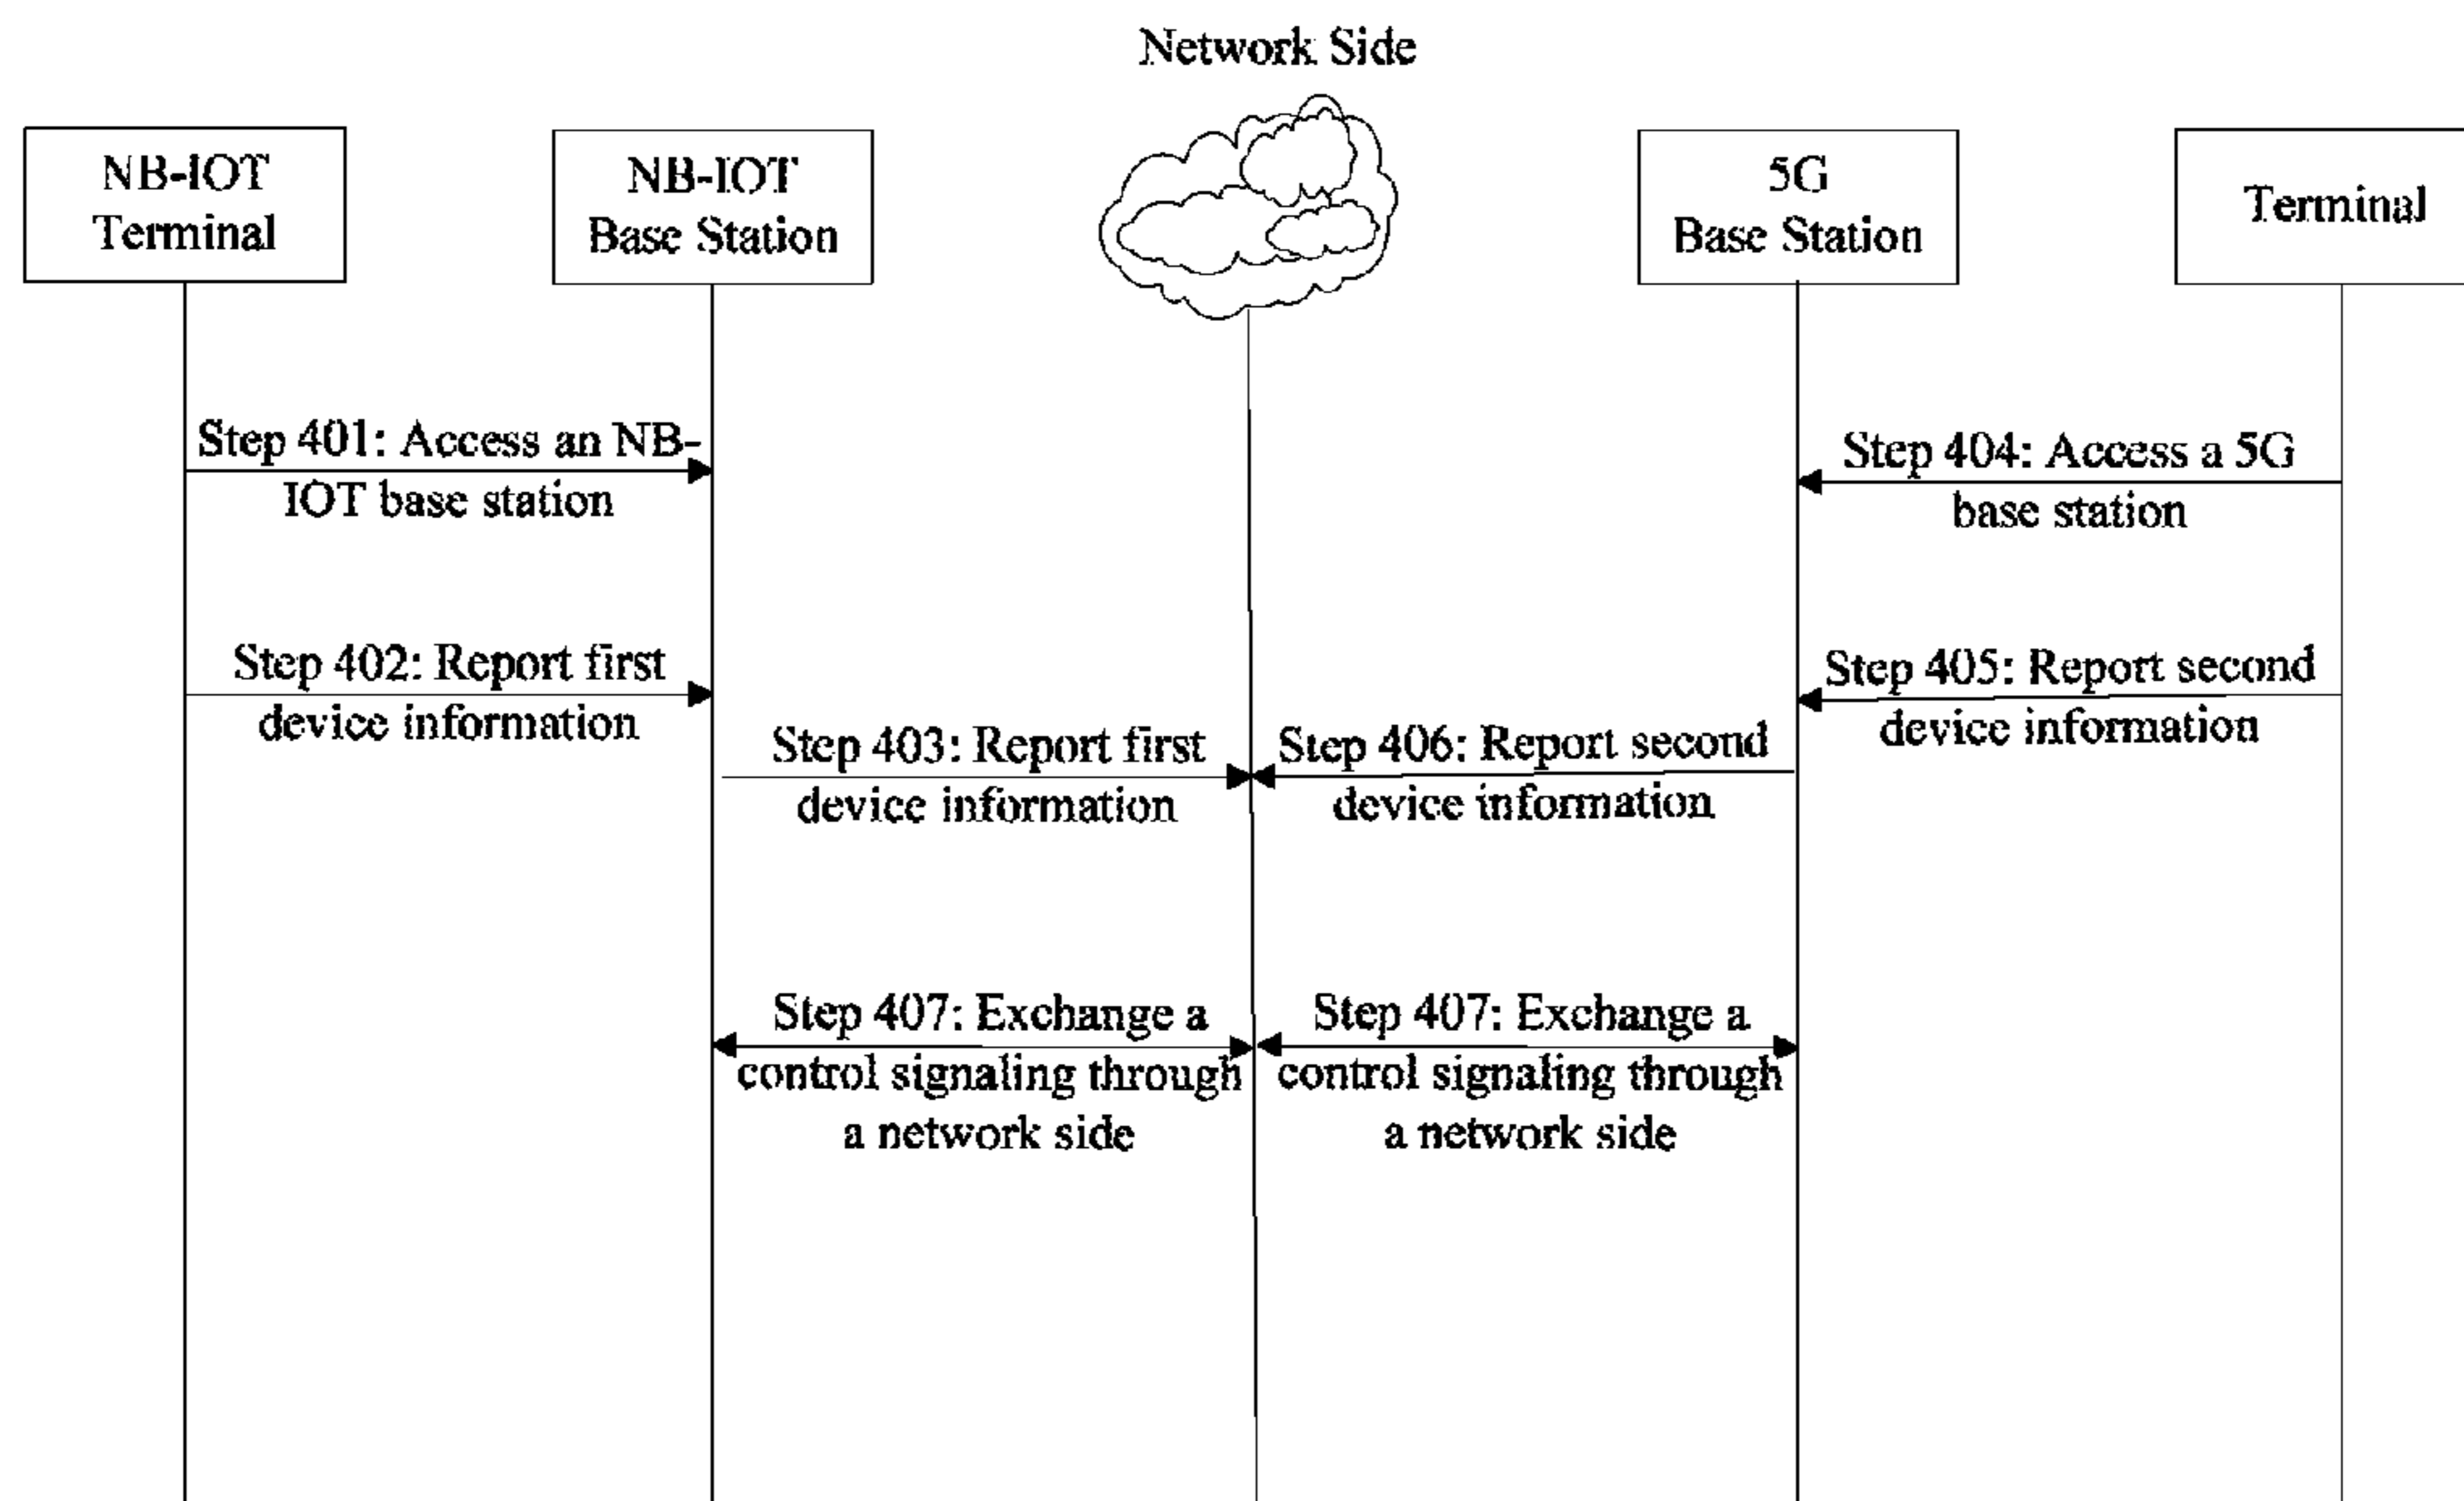 Network Side
NB-IOT
Terminal
NB-IOT
Base Station
5G
Base Station
Terminal
Step 401: Access an NB-
IOT base station
Step 404: Access a 5G
base station
Step 402: Report first
device information
Step 405: Report second
device information
Step 403: Report first
device information
Step 406: Report second
device information
Step 407: Exchange a
control signaling through
a network side
Step 407: Exchange a
control signaling through
a network side